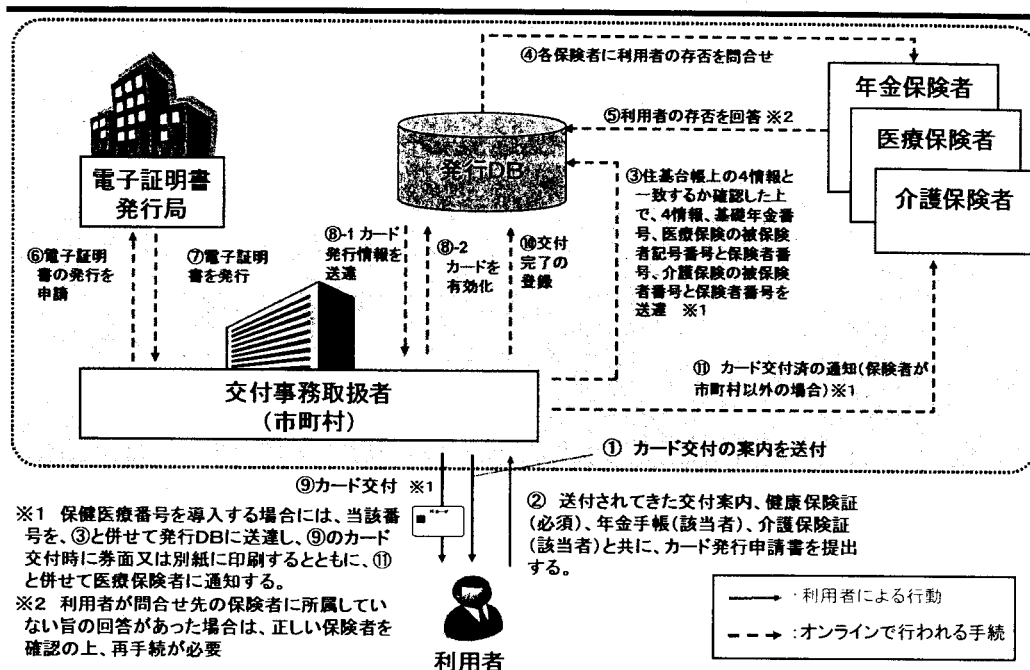 ④各保険者に利用者の存否を問合せ
年金保険者
医療保険者
介護保険者
⑤利用者の存否を回答 ※2
発行DB
電子証明書
発行局
③住基台帳上の4情報と
一致するか確認した上
で、4情報、基礎年金番
号、医療保険の被保険
者記号番号と保険者番
号、介護保険の被保険
者番号と保険者番号を
送達 ※1
⑥電子証明
書の発行を
申請
⑦電子証明
書を発行
⑧-1 カード
発行情報を
送達
⑧-2
カードを
有効化
⑩交付
完了の
登録
⑪ カード交付済の通知(保険者が
市町村以外の場合)※1
交付事務取扱者
(市町村)
① カード交付の案内を送付
⑨カード交付 ※1
② 送付されてきた交付案内、健康保険証
(必須)、年金手帳(該当者)、介護保険証
(該当者)と共に、カード発行申請書を提出
する。
※1 保健医療番号を導入する場合には、当該番
号を、③と併せて発行DBに送達し、⑨のカード
交付時に券面又は別紙に印刷するとともに、⑪
と併せて医療保険者に通知する。
※2 利用者が問合せ先の保険者に所属してい
ない旨の回答があった場合は、正しい保険者を
確認の上、再手続が必要
利用者
:利用者による行動
:オンラインで行われる手続